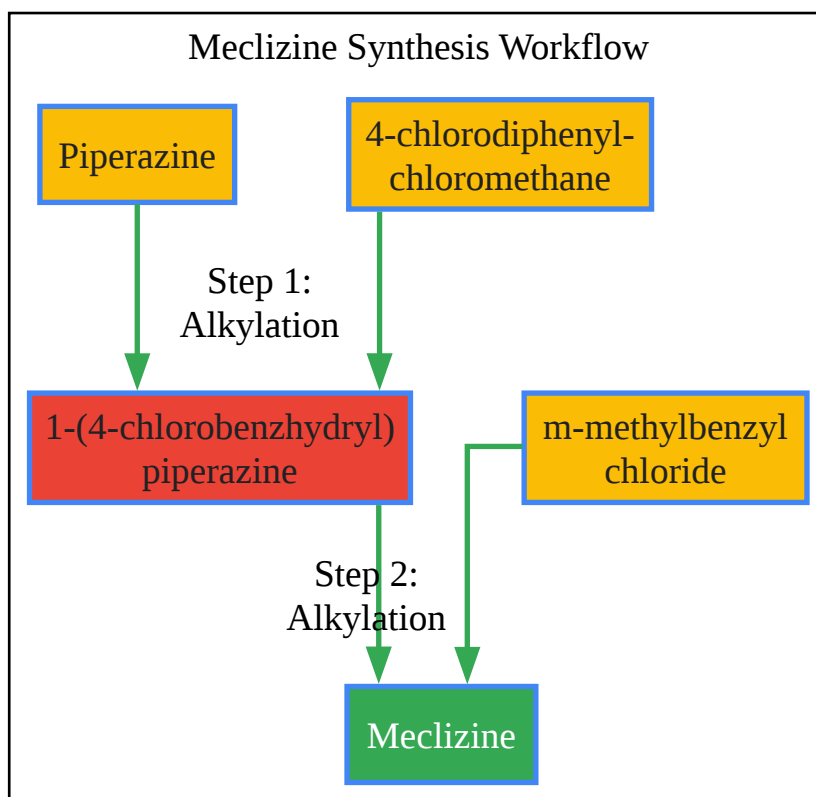 Meclizine Synthesis Workflow
Piperazine
4-chlorodiphenyl-
chloromethane
Step 1:
Alkylation
1-(4-chlorobenzhydryl)
piperazine
m-methylbenzyl
chloride
Step 2:
Alkylation
Meclizine